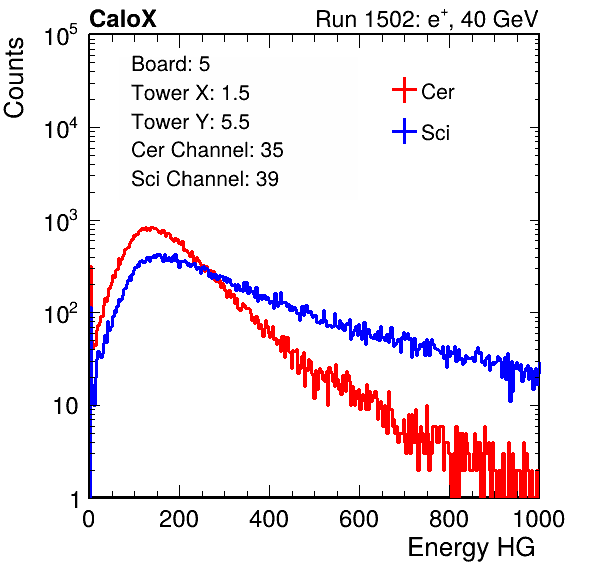 CaloX Run 1502: e⁺, 40 GeV
Counts
10⁵
10⁴
10³
10²
10
1
Board: 5
Tower X: 1.5
Tower Y: 5.5
Cer Channel: 35
Sci Channel: 39
Cer
Sci
0 200 400 600 800 1000
Energy HG